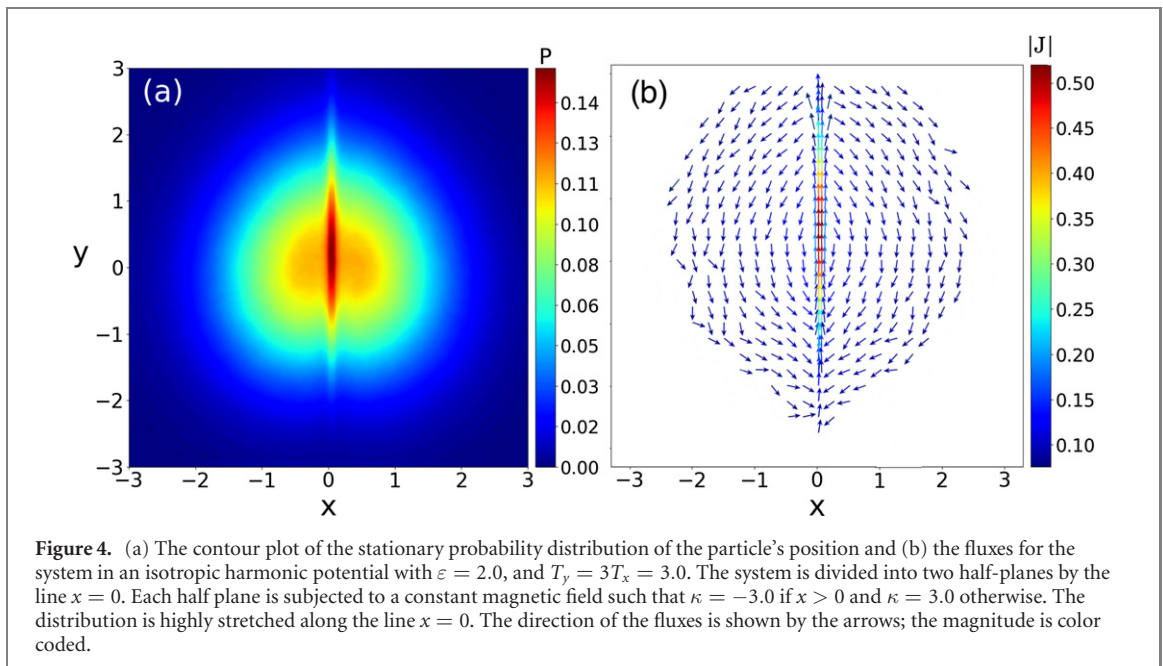 P
|J|
3
(a)
(b)
0.14
0.50
2
0.13
0.45
1
0.11
0.40
0.10
0.35
y
0
0.08
0.30
0.06
0.25
−1
0.05
0.20
−2
0.03
0.15
0.02
0.10
−3
0.00
−3 −2 −1 0 1 2 3
−3 −2 −1 0 1 2 3
x
x
Figure 4. (a) The contour plot of the stationary probability distribution of the particle's position and (b) the fluxes for the
system in an isotropic harmonic potential with ε = 2.0, and Ty = 3Tx = 3.0. The system is divided into two half-planes by the
line x = 0. Each half plane is subjected to a constant magnetic field such that κ = −3.0 if x > 0 and κ = 3.0 otherwise. The
distribution is highly stretched along the line x = 0. The direction of the fluxes is shown by the arrows; the magnitude is color
coded.